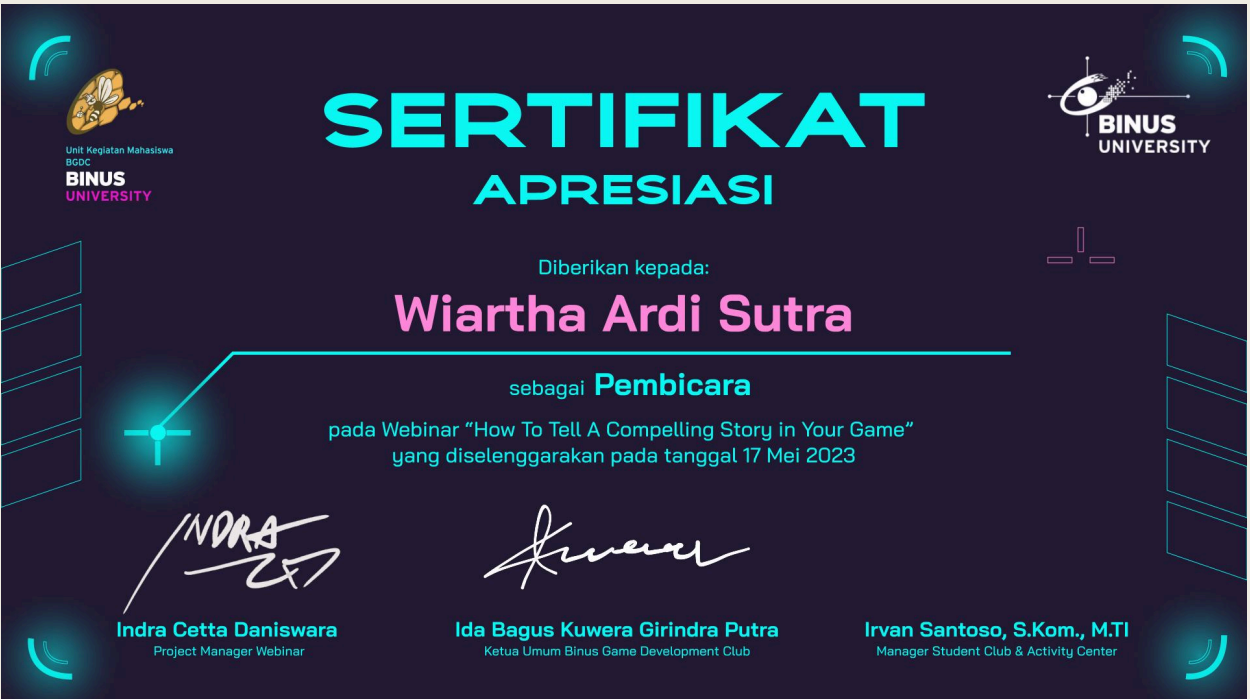 Unit Kegiatan Mahasiswa
BGDC
BINUS
UNIVERSITY
SERTIFIKAT
APRESIASI
BINUS
UNIVERSITY
Diberikan kepada:
Wiartha Ardi Sutra
sebagai Pembicara
pada Webinar “How To Tell A Compelling Story in Your Game”
yang diselenggarakan pada tanggal 17 Mei 2023
INDRA
Indra Cetta Daniswara
Project Manager Webinar
Ida Bagus Kuwera Girindra Putra
Ketua Umum Binus Game Development Club
Irvan Santoso, S.Kom., M.TI
Manager Student Club & Activity Center